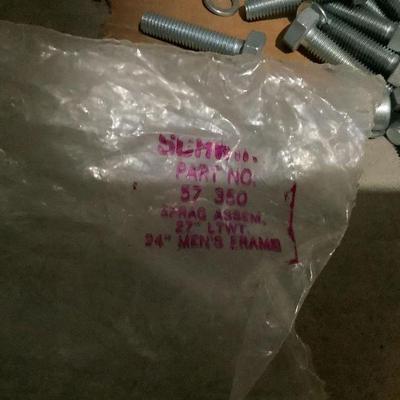 PART NO.
57 350
SPRAG ASSEM.
27" LTWT.
24" MEN'S FRAME